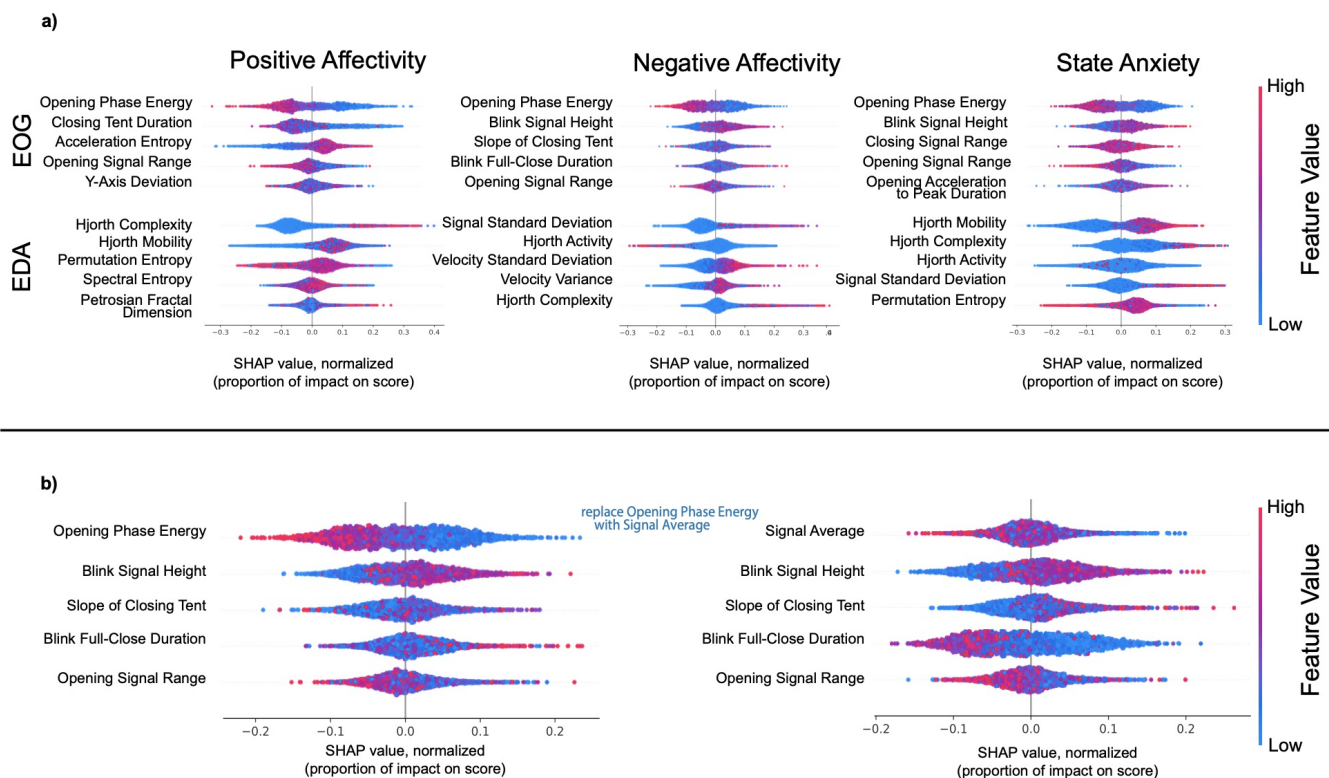 a)
Positive Affectivity
Negative Affectivity
State Anxiety
EOG
Opening Phase Energy
Closing Tent Duration
Acceleration Entropy
Opening Signal Range
Y-Axis Deviation
EDA
Hjorth Complexity
Hjorth Mobility
Permutation Entropy
Spectral Entropy
Petrosian Fractal
Dimension
−0.3 −0.2 −0.1 0.0 0.1 0.2 0.3 0.4
SHAP value, normalized
(proportion of impact on score)
Opening Phase Energy
Blink Signal Height
Slope of Closing Tent
Blink Full-Close Duration
Opening Signal Range
Signal Standard Deviation
Hjorth Activity
Velocity Standard Deviation
Velocity Variance
Hjorth Complexity
−0.3 −0.2 −0.1 0.0 0.1 0.2 0.3
SHAP value, normalized
(proportion of impact on score)
Opening Phase Energy
Blink Signal Height
Closing Signal Range
Opening Signal Range
Opening Acceleration
to Peak Duration
Hjorth Mobility
Hjorth Complexity
Hjorth Activity
Signal Standard Deviation
Permutation Entropy
−0.3 −0.2 −0.1 0.0 0.1 0.2 0.3
SHAP value, normalized
(proportion of impact on score)
High
Feature Value
Low
b)
Opening Phase Energy
Blink Signal Height
Slope of Closing Tent
Blink Full-Close Duration
Opening Signal Range
−0.2 −0.1 0.0 0.1 0.2
SHAP value, normalized
(proportion of impact on score)
replace Opening Phase Energy
with Signal Average
Signal Average
Blink Signal Height
Slope of Closing Tent
Blink Full-Close Duration
Opening Signal Range
−0.2 −0.1 0.0 0.1 0.2
SHAP value, normalized
(proportion of impact on score)
High
Feature Value
Low